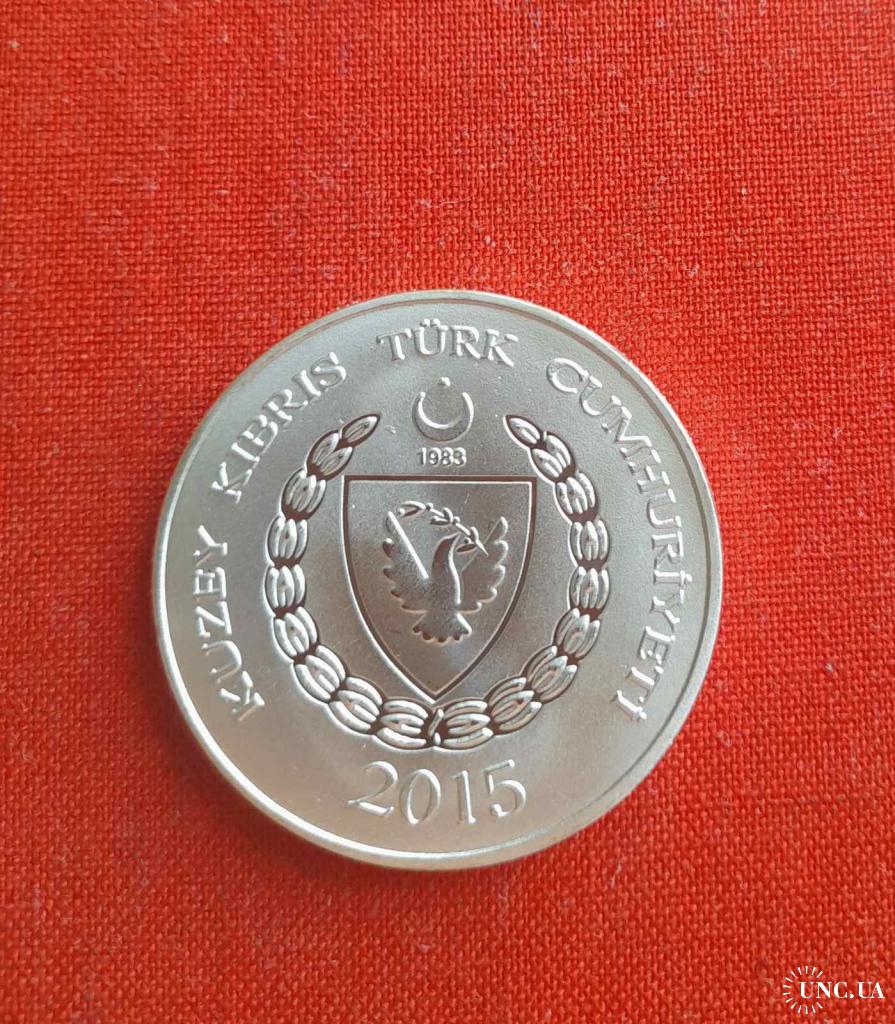 KUZEY KIBRIS TÜRK CUMHURİYETİ
1983
2015
UNC.UA